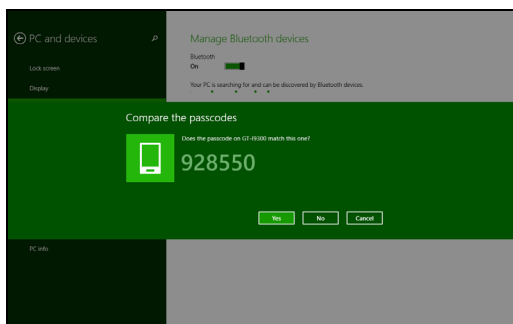 PC and devices
Lock screen
Display
PC info
Manage Bluetooth devices
Bluetooth
On
Your PC is searching for and can be discovered by Bluetooth devices.
Compare the passcodes
Does the passcode on GT-I9300 match this one?
928550
Yes No Cancel